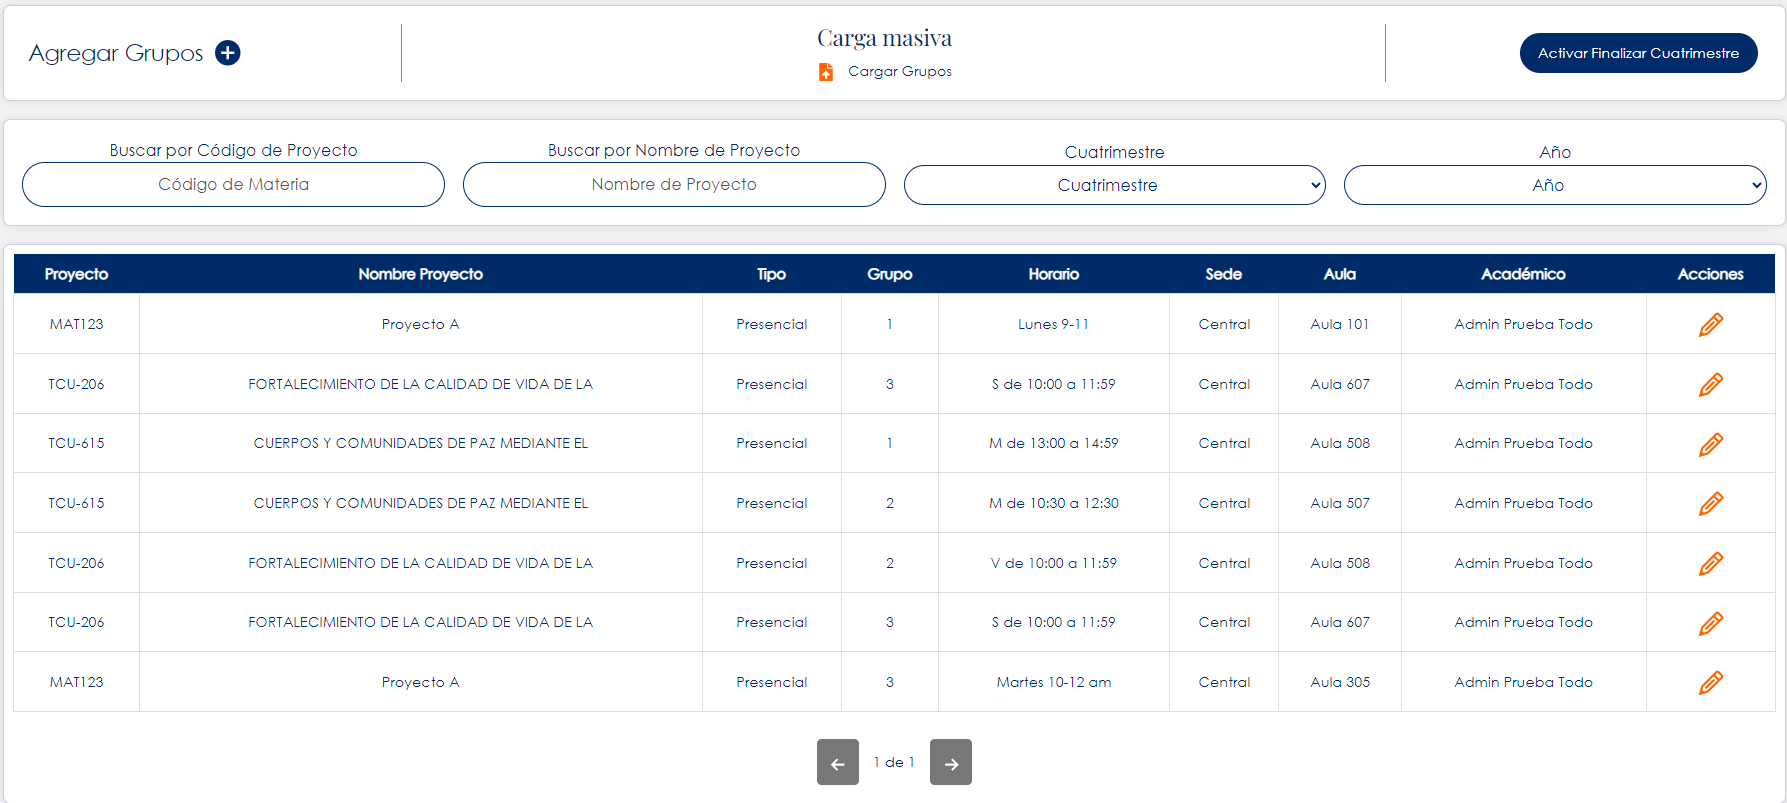 Agregar Grupos
Carga masiva
Cargar Grupos
Activar Finalizar Cuatrimestre
Buscar por Código de Proyecto
Código de Materia
Buscar por Nombre de Proyecto
Nombre de Proyecto
Cuatrimestre
Cuatrimestre
Año
Año
Proyecto Nombre Proyecto Tipo Grupo Horario Sede Aula Académico Acciones
MAT123 Proyecto A Presencial 1 Lunes 9-11 Central Aula 101 Admin Prueba Todo
TCU-206 FORTALECIMIENTO DE LA CALIDAD DE VIDA DE LA Presencial 3 S de 10:00 a 11:59 Central Aula 607 Admin Prueba Todo
TCU-615 CUERPOS Y COMUNIDADES DE PAZ MEDIANTE EL Presencial 1 M de 13:00 a 14:59 Central Aula 508 Admin Prueba Todo
TCU-615 CUERPOS Y COMUNIDADES DE PAZ MEDIANTE EL Presencial 2 M de 10:30 a 12:30 Central Aula 507 Admin Prueba Todo
TCU-206 FORTALECIMIENTO DE LA CALIDAD DE VIDA DE LA Presencial 2 V de 10:00 a 11:59 Central Aula 508 Admin Prueba Todo
TCU-206 FORTALECIMIENTO DE LA CALIDAD DE VIDA DE LA Presencial 3 S de 10:00 a 11:59 Central Aula 607 Admin Prueba Todo
MAT123 Proyecto A Presencial 3 Martes 10-12 am Central Aula 305 Admin Prueba Todo
1 de 1